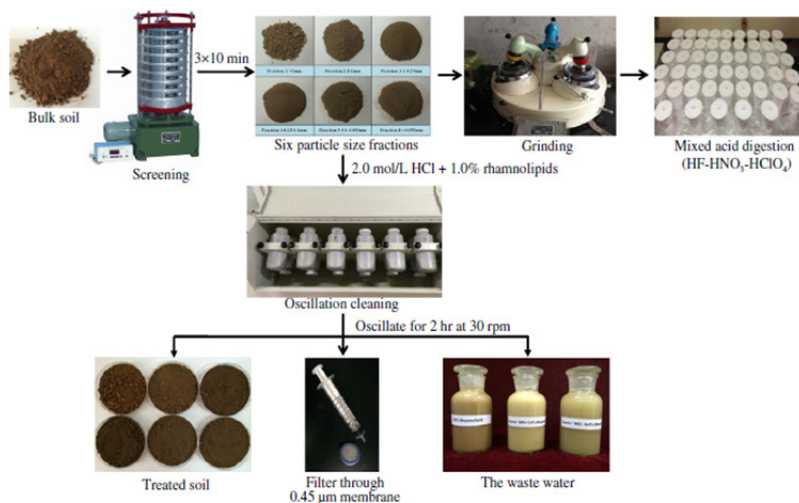 3×10 min
Bulk soil
Screening
Six particle size fractions
Grinding
Mixed acid digestion
(HF-HNO₃-HClO₄)
2.0 mol/L HCl + 1.0% rhamnolipids
Oscillation cleaning
Oscillate for 2 hr at 30 rpm
Treated soil
Filter through
0.45 μm membrane
The waste water